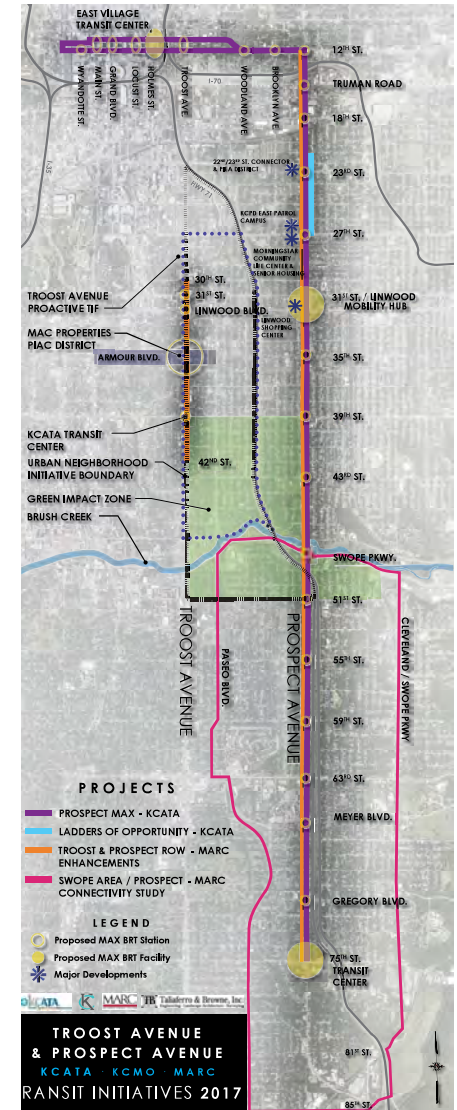 EAST VILLAGE
TRANSIT CENTER
WYANDOTTE ST.
MAIN ST.
GRAND BLVD.
LOCUST ST.
HOLMES ST.
TROOST AVE.
WOODLAND AVE.
BROOKLYN AVE.
12TH ST.
I-70
TRUMAN ROAD
18TH ST.
I-35
22ND/23RD ST. CONNECTOR
23RD ST.
HWY 71
KCPD EAST PATROL
CAMPUS
27TH ST.
MORNINGSTAR
COMMUNITY
LIFE CENTER &
SENIOR HOUSING
30TH ST.
31ST ST.
LINWOOD BLVD.
31ST ST. / LINWOOD
MOBILITY HUB
LINWOOD
SHOPPING
CENTER
TROOST AVENUE
PROACTIVE TIF
MAC PROPERTIES
PIAC DISTRICT
ARMOUR BLVD.
35TH ST.
39TH ST.
KCATA TRANSIT
CENTER
URBAN NEIGHBORHOOD
INITIATIVE BOUNDARY
42ND ST.
43RD ST.
GREEN IMPACT ZONE
BRUSH CREEK
SWOPE PKWY.
51ST ST.
TROOST AVENUE
PASEO BLVD.
PROSPECT AVENUE
CLEVELAND / SWOPE PKWY
55TH ST.
59TH ST.
63RD ST.
MEYER BLVD.
GREGORY BLVD.
75TH ST.
TRANSIT
CENTER
81ST ST.
85TH ST.
PROJECTS
PROSPECT MAX - KCATA
LADDERS OF OPPORTUNITY - KCATA
TROOST & PROSPECT ROW - MARC
ENHANCEMENTS
SWOPE AREA / PROSPECT - MARC
CONNECTIVITY STUDY
LEGEND
Proposed MAX BRT Station
Proposed MAX BRT Facility
Major Developments
KCATA
MARC
Taliaferro & Browne, Inc.
TROOST AVENUE
& PROSPECT AVENUE
KCATA · KCMO · MARC
RANSIT INITIATIVES 2017